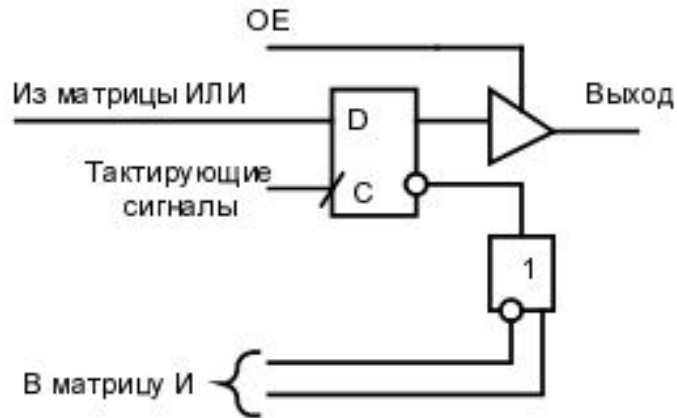 OE
Из матрицы ИЛИ
D
Выход
Тактирующие
сигналы
C
1
В матрицу И